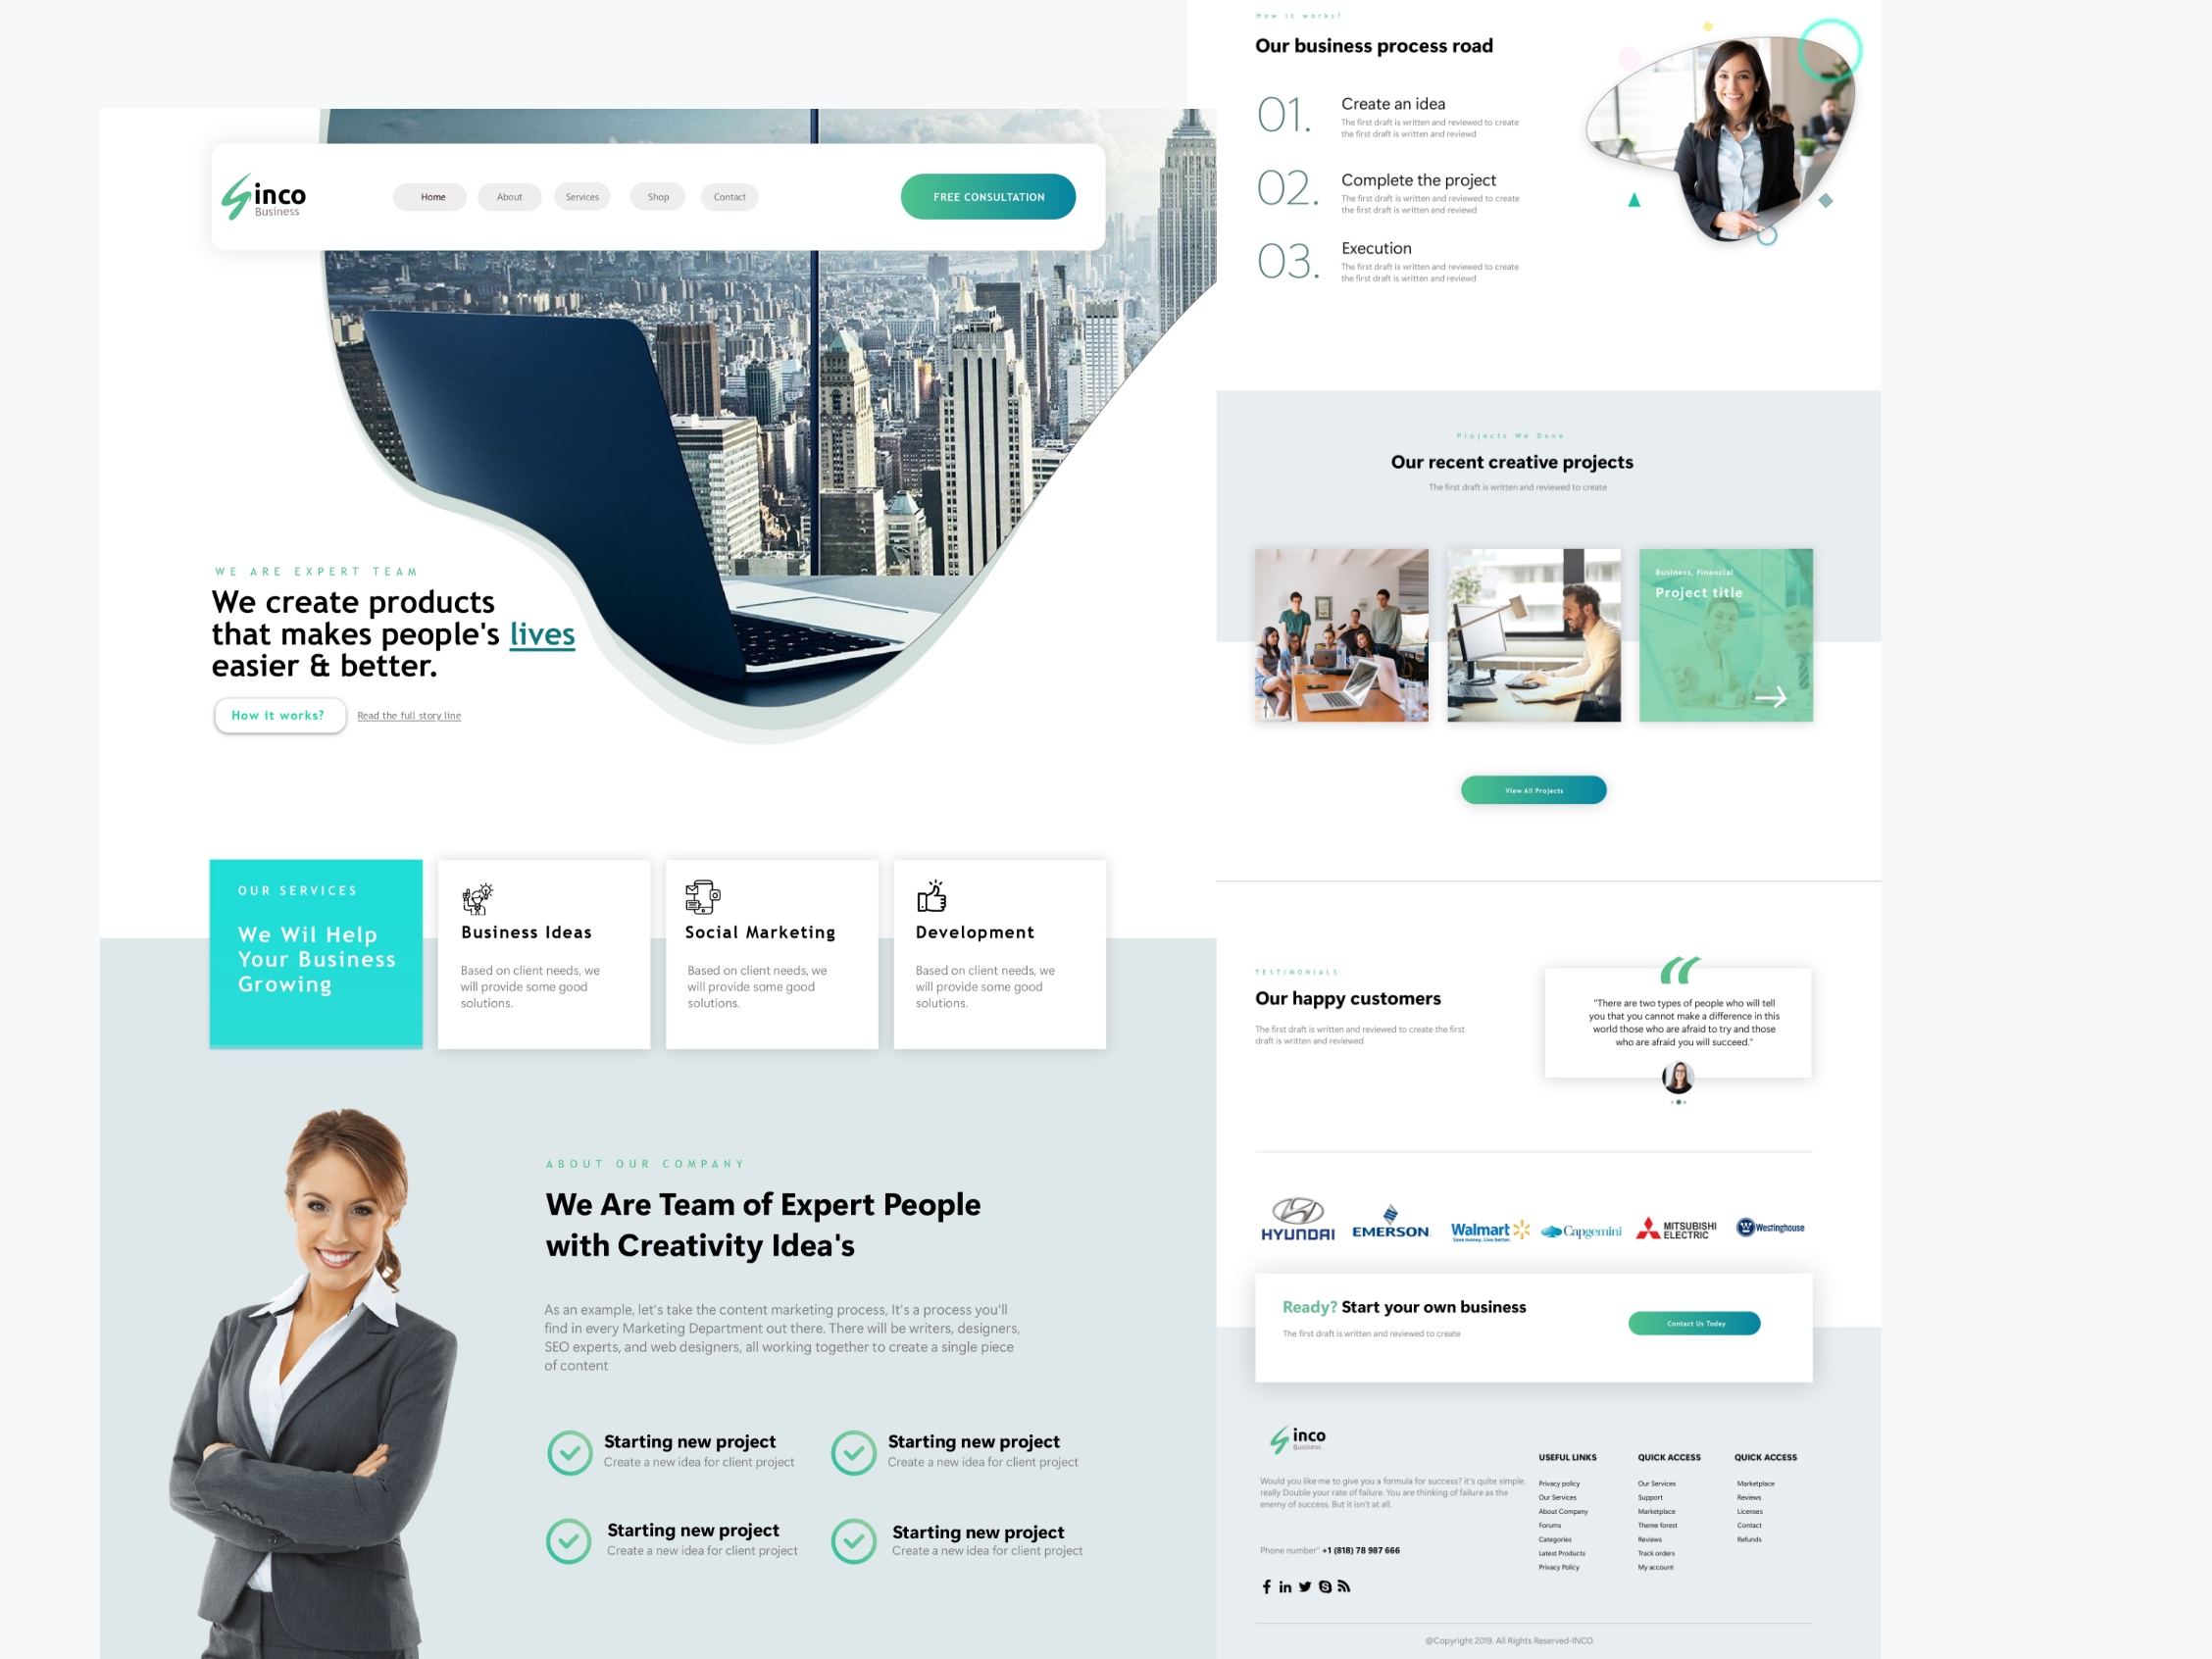 inco
Business
Home
About
Services
Shop
Contact
FREE CONSULTATION
WE ARE EXPERT TEAM
We create products
that makes people's lives
easier & better.
How it works?
Read the full story line
OUR SERVICES
We Wil Help
Your Business
Growing
Business Ideas
Based on client needs, we
will provide some good
solutions.
Social Marketing
Based on client needs, we
will provide some good
solutions.
Development
Based on client needs, we
will provide some good
solutions.
ABOUT OUR COMPANY
We Are Team of Expert People
with Creativity Idea's
As an example, let's take the content marketing process, It's a process you'll
find in every Marketing Department out there. There will be writers, designers,
SEO experts, and web designers, all working together to create a single piece
of content
Starting new project
Create a new idea for client project
Starting new project
Create a new idea for client project
Starting new project
Create a new idea for client project
Starting new project
Create a new idea for client project
How it works?
Our business process road
01.
Create an idea
The first draft is written and reviewed to create
the first draft is written and reviewd
02.
Complete the project
The first draft is written and reviewed to create
the first draft is written and reviewd
03.
Execution
The first draft is written and reviewed to create
the first draft is written and reviewd
Projects We Done
Our recent creative projects
The first draft is written and reviewed to create
Business, Financial
Project title
View All Projects
TESTIMONIALS
Our happy customers
The first draft is written and reviewed to create the first
draft is written and reviewed
"There are two types of people who will tell
you that you cannot make a difference in this
world those who are afraid to try and those
who are afraid you will succeed."
HYUNDAI
EMERSON
Walmart
Save money. Live better.
Capgemini
MITSUBISHI
ELECTRIC
Westinghouse
Ready? Start your own business
The first draft is written and reviewed to create
Contact Us Today
inco
Business
Would you like me to give you a formula for success? it's quite simple.
really Double your rate of failure. You are thinking of failure as the
enemy of success. But it isn't at all.
Phone number" +1 (818) 78 987 666
USEFUL LINKS
Privacy policy
Our Services
About Company
Forums
Categories
Latest Products
Privacy Policy
QUICK ACCESS
Our Services
Support
Marketplace
Theme forest
Reviews
Track orders
My account
QUICK ACCESS
Marketplace
Reviews
Licenses
Contact
Refunds
@Copyright 2019. All Rights Reserved-INCO